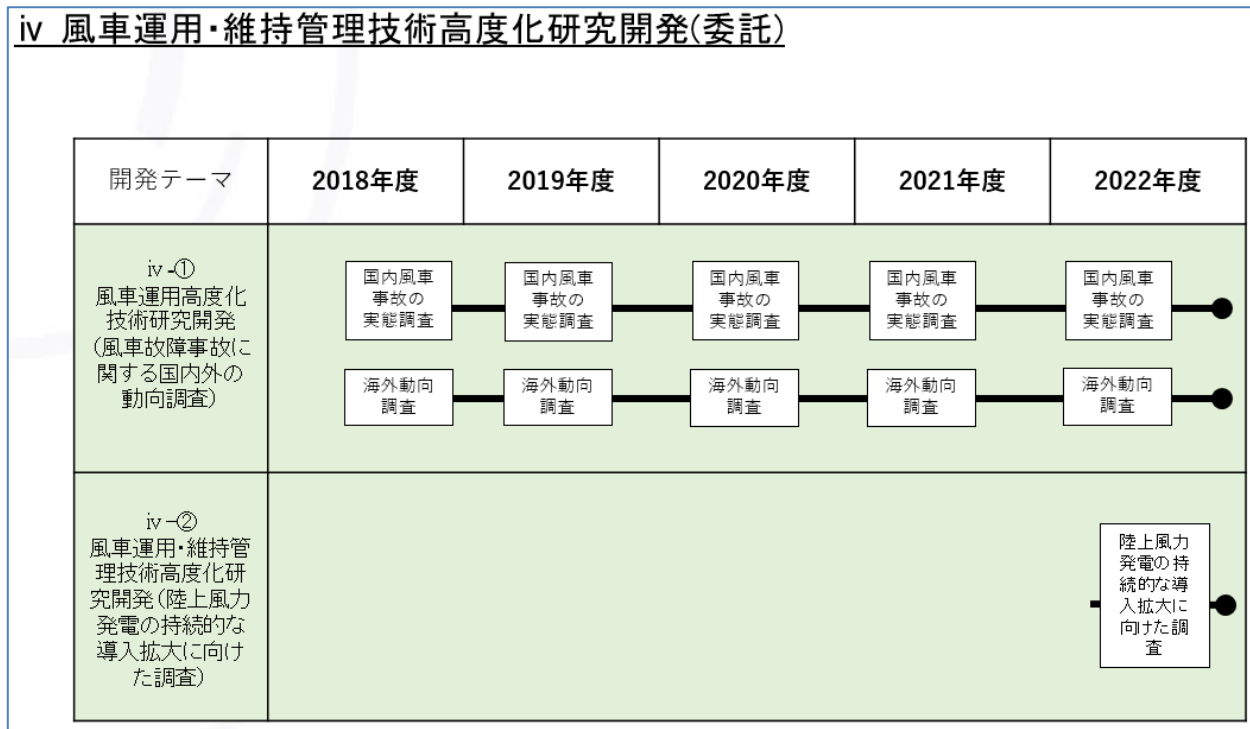 ⅳ 風車運用・維持管理技術高度化研究開発(委託)
開発テーマ
2018年度
2019年度
2020年度
2021年度
2022年度
ⅳ-①
風車運用高度化
技術研究開発
(風車故障事故に
関する国内外の
動向調査)
国内風車
事故の
実態調査
国内風車
事故の
実態調査
国内風車
事故の
実態調査
国内風車
事故の
実態調査
国内風車
事故の
実態調査
海外動向
調査
海外動向
調査
海外動向
調査
海外動向
調査
海外動向
調査
ⅳ-②
風車運用・維持管
理技術高度化研
究開発(陸上風力
発電の持続的な
導入拡大に向け
た調査)
陸上風力
発電の持
続的な導
入拡大に
向けた調
査